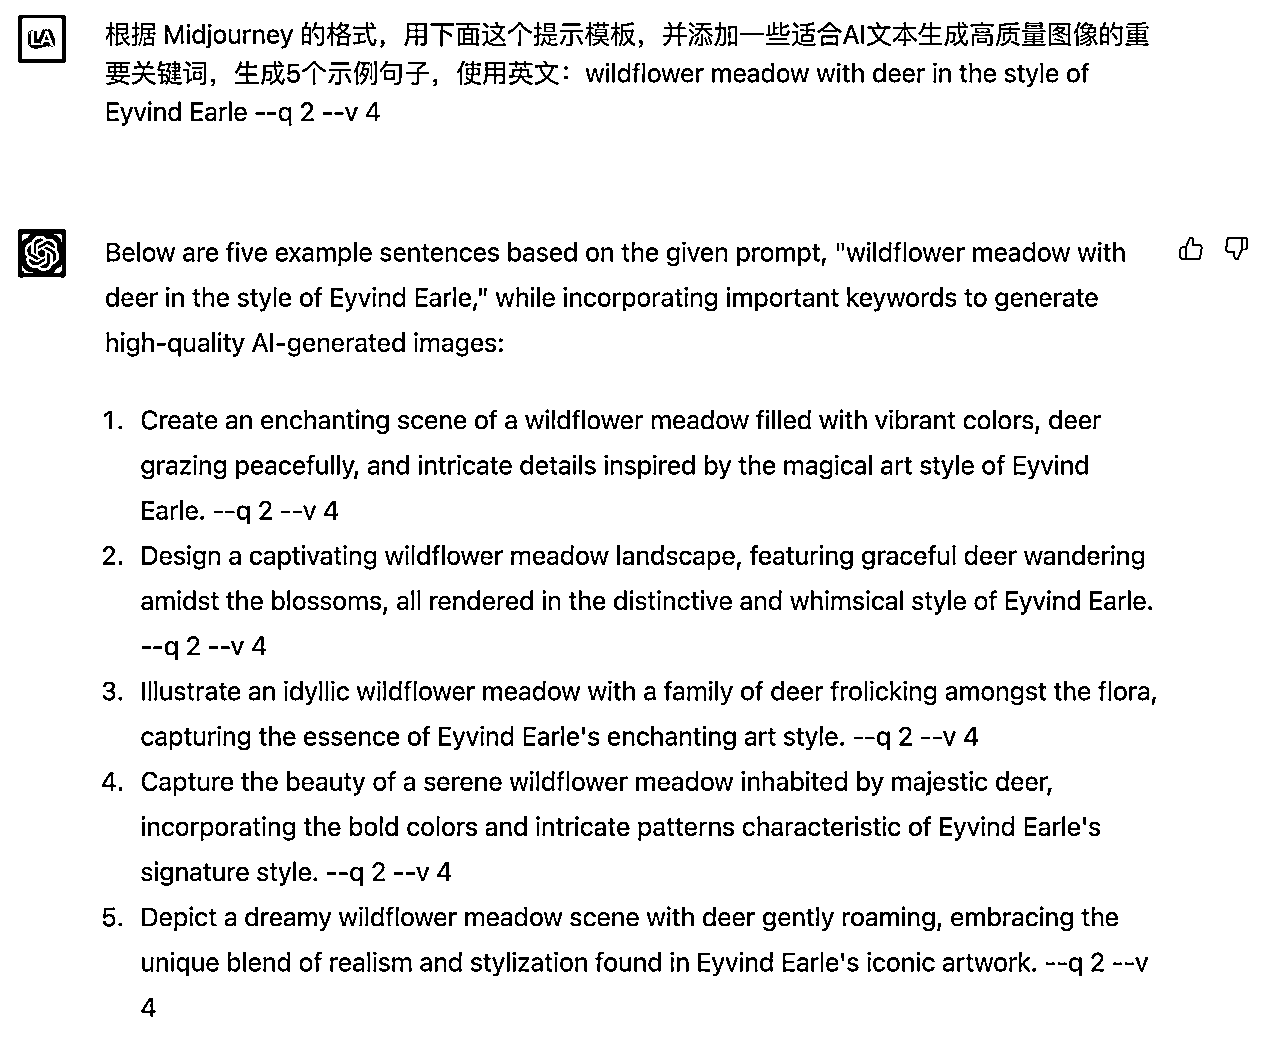 LA
根据 Midjourney 的格式，用下面这个提示模板，并添加一些适合AI文本生成高质量图像的重
要关键词，生成5个示例句子，使用英文：wildflower meadow with deer in the style of
Eyvind Earle --q 2 --v 4
Below are five example sentences based on the given prompt, "wildflower meadow with
deer in the style of Eyvind Earle," while incorporating important keywords to generate
high-quality AI-generated images:
1. Create an enchanting scene of a wildflower meadow filled with vibrant colors, deer
grazing peacefully, and intricate details inspired by the magical art style of Eyvind
Earle. --q 2 --v 4
2. Design a captivating wildflower meadow landscape, featuring graceful deer wandering
amidst the blossoms, all rendered in the distinctive and whimsical style of Eyvind Earle.
--q 2 --v 4
3. Illustrate an idyllic wildflower meadow with a family of deer frolicking amongst the flora,
capturing the essence of Eyvind Earle's enchanting art style. --q 2 --v 4
4. Capture the beauty of a serene wildflower meadow inhabited by majestic deer,
incorporating the bold colors and intricate patterns characteristic of Eyvind Earle's
signature style. --q 2 --v 4
5. Depict a dreamy wildflower meadow scene with deer gently roaming, embracing the
unique blend of realism and stylization found in Eyvind Earle's iconic artwork. --q 2 --v
4